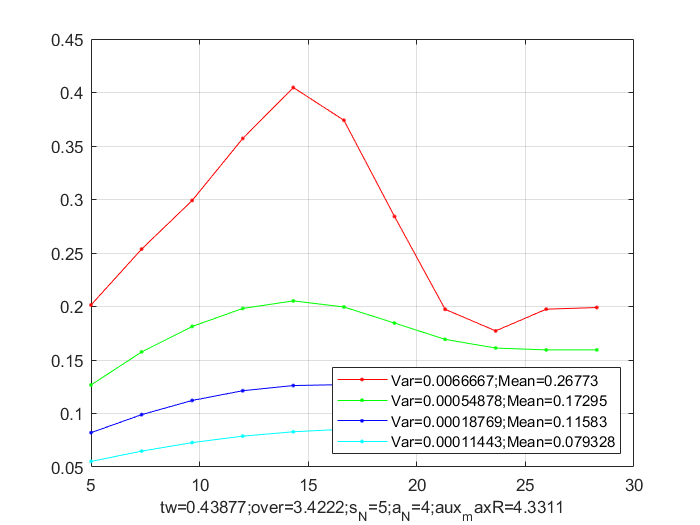 0.45
0.4
0.35
0.3
0.25
0.2
0.15
0.1
0.05
Var=0.0066667;Mean=0.26773
Var=0.00054878;Mean=0.17295
Var=0.00018769;Mean=0.11583
Var=0.00011443;Mean=0.079328
5 10 15 20 25 30
tw=0.43877;over=3.4222;s_N=5;a_N=4;aux_maxR=4.3311